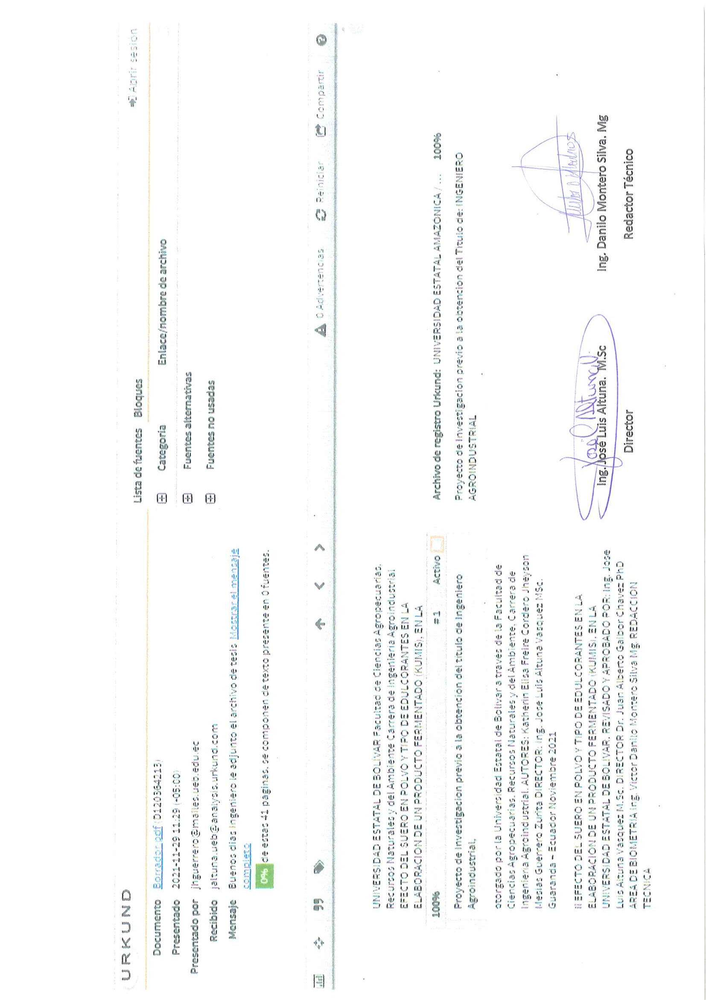 URKUND
Abrir sesión
Documento Borrador.pdf (D120364213)
Presentado 2021-11-29 11:29 (-05:00)
Presentado por jhguerrero@mailes.ueb.edu.ec
Recibido jaltuna.ueb@analysis.urkund.com
Mensaje Buenos días Ingeniero le adjunto el archivo de tesis Mostrar el mensaje
completo
0% de estas 41 páginas, se componen de texto presente en 0 fuentes.
Lista de fuentes Bloques
Categoría Enlace/nombre de archivo
Fuentes alternativas
Fuentes no usadas
0 Advertencias Reiniciar Compartir
UNIVERSIDAD ESTATAL DE BOLÍVAR Facultad de Ciencias Agropecuarias,
Recursos Naturales y del Ambiente Carrera de Ingeniería Agroindustrial
EFECTO DEL SUERO EN POLVO Y TIPO DE EDULCORANTES EN LA
ELABORACION DE UN PRODUCTO FERMENTADO (KUMIS), EN LA
100% #1 Activo
Proyecto de Investigación previo a la obtención del título de Ingeniero
Agroindustrial,
otorgado por la Universidad Estatal de Bolívar a través de la Facultad de
Ciencias Agropecuarias, Recursos Naturales y del Ambiente, Carrera de
Ingeniería Agroindustrial. AUTORES: Katherin Elisa Freire Cordero Jheyson
Mesias Guerrero Zurita DIRECTOR: Ing. Jose Luis Altuna Vasquez MSc.
Guaranda – Ecuador Noviembre 2021
II EFECTO DEL SUERO EN POLVO Y TIPO DE EDULCORANTES EN LA
ELABORACIÓN DE UN PRODUCTO FERMENTADO (KUMIS), EN LA
UNIVERSIDAD ESTATAL DE BOLIVAR. REVISADO Y APROBADO POR: Ing. Jose
Luis Altuna Vasquez M.Sc. DIRECTOR Dr. Juan Alberto Gaibor Chavez PhD
AREA DE BIOMETRIA Ing. Victor Danilo Montero Silva Mg REDACCION
TECNICA
Archivo de registro Urkund: UNIVERSIDAD ESTATAL AMAZONICA / ... 100%
Proyecto de Investigación previo a la obtención del Título de: INGENIERO
AGROINDUSTRIAL
Ing. José Luis Altuna. M.Sc
Director
Ing. Danilo Montero Silva. Mg
Redactor Técnico